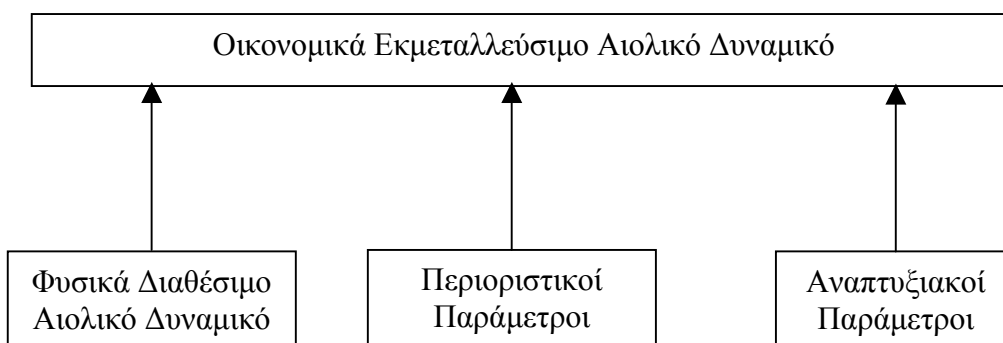 Οικονομικά Εκμεταλλεύσιμο Αιολικό Δυναμικό
Φυσικά Διαθέσιμο
Αιολικό Δυναμικό
Περιοριστικοί
Παράμετροι
Αναπτυξιακοί
Παράμετροι